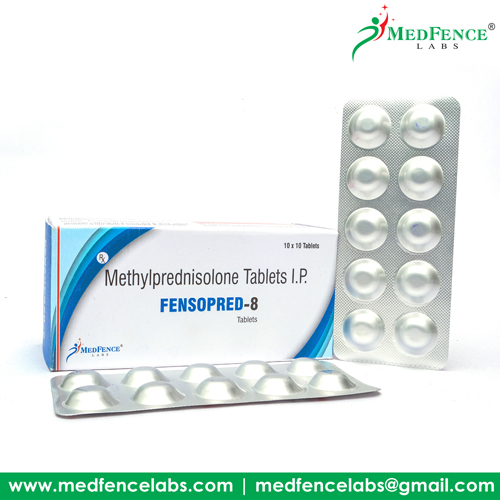 MEDFENCE®
LABS
10 x 10 Tablets
Rx
Methylprednisolone Tablets I.P.
FENSOPRED-8
Tablets
MEDFENCE®
LABS
www.medfencelabs.com | medfencelabs@gmail.com